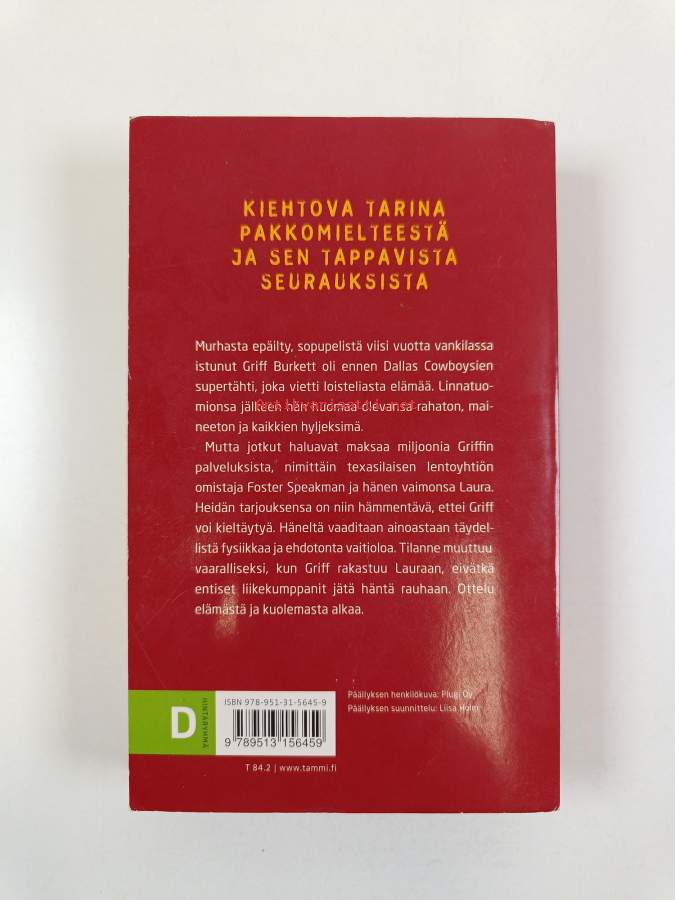 KIEHTOVA TARINA
PAKKOMIELTEESTÄ
JA SEN TAPPAVISTA
SEURAUKSISTA
Murhasta epäilty, sopupelistä viisi vuotta vankilassa
istunut Griff Burkett oli ennen Dallas Cowboysien
supertähti, joka vietti loisteliasta elämää. Linnatuo-
mionsa jälkeen hän huomaa olevansa rahaton, mai-
neeton ja kaikkien hyljeksimä.
Mutta jotkut haluavat maksaa miljoonia Griffin
palveluksista, nimittäin texasilaisen lentoyhtiön
omistaja Foster Speakman ja hänen vaimonsa Laura.
Heidän tarjouksensa on niin hämmentävä, ettei Griff
voi kieltäytyä. Häneltä vaaditaan ainoastaan täydel-
listä fysiikkaa ja ehdotonta vaitioloa. Tilanne muuttuu
vaaralliseksi, kun Griff rakastuu Lauraan, eivätkä
entiset liikekumppanit jätä häntä rauhaan. Ottelu
elämästä ja kuolemasta alkaa.
D
HINTARYHMÄ
ISBN 978-951-31-5645-9
9 789513 156459
T 84.2 | www.tammi.fi
Päällyksen henkilökuva: Plugi Oy
Päällyksen suunnittelu: Liisa Holm